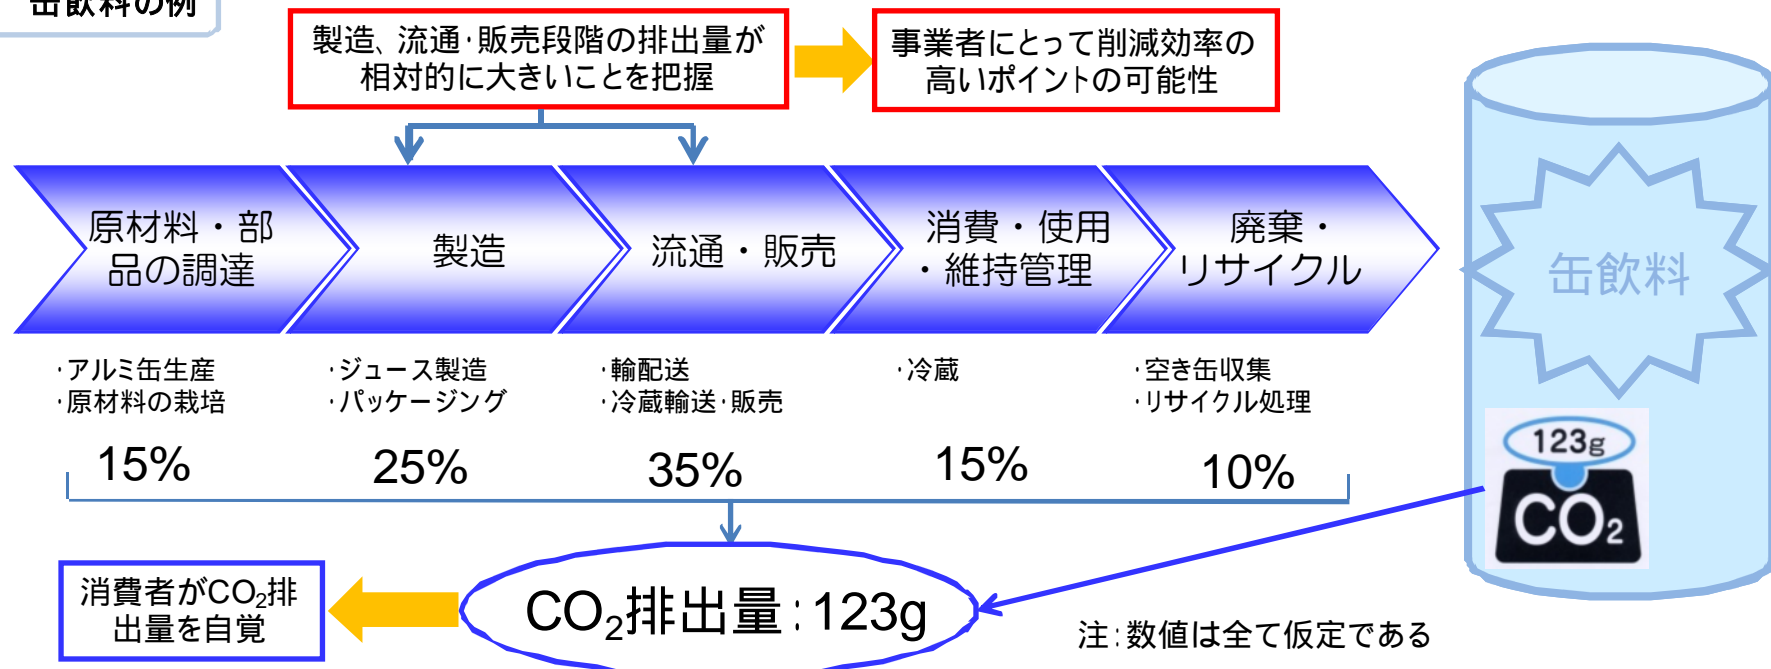 缶飲料の例
製造、流通・販売段階の排出量が
相対的に大きいことを把握
事業者にとって削減効率の
高いポイントの可能性
原材料・部
品の調達
製造
流通・販売
消費・使用
・維持管理
廃棄・
リサイクル
缶飲料
・アルミ缶生産
・原材料の栽培
・ジュース製造
・パッケージング
・輸配送
・冷蔵輸送・販売
・冷蔵
・空き缶収集
・リサイクル処理
15%
25%
35%
15%
10%
123g
CO₂
消費者がCO₂排
出量を自覚
CO₂排出量：123g
注：数値は全て仮定である